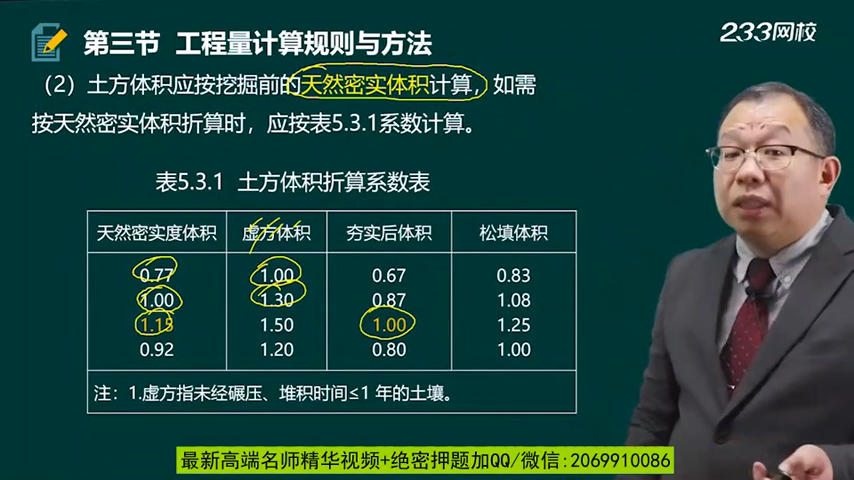 第三节 工程量计算规则与方法
233网校
（2）土方体积应按挖掘前的天然密实体积计算，如需
按天然密实体积折算时，应按表5.3.1系数计算。
表5.3.1 土方体积折算系数表
天然密实度体积 虚方体积 夯实后体积 松填体积
0.77 1.00 0.67 0.83
1.00 1.30 0.87 1.08
1.15 1.50 1.00 1.25
0.92 1.20 0.80 1.00
注：1.虚方指未经碾压、堆积时间≤1 年的土壤。
最新高端名师精华视频+绝密押题加QQ/微信:2069910086